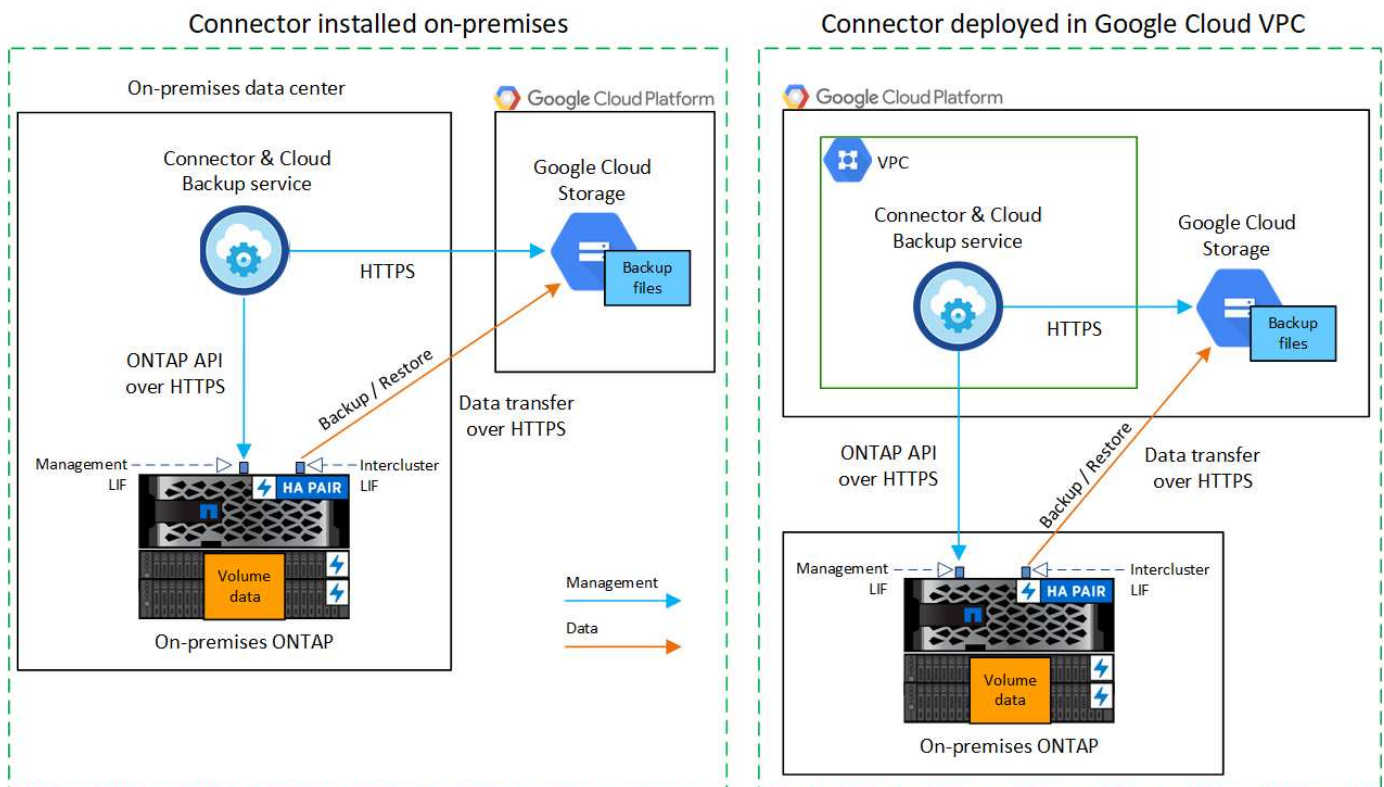 Connector installed on-premises
On-premises data center
Google Cloud Platform
Connector & Cloud
Backup service
Google Cloud
Storage
HTTPS
Backup
files
ONTAP API
over HTTPS
Backup / Restore
Data transfer
over HTTPS
Management
LIF
Intercluster
LIF
HA PAIR
Volume
data
On-premises ONTAP
Management
Data
Connector deployed in Google Cloud VPC
Google Cloud Platform
VPC
Connector & Cloud
Backup service
Google Cloud
Storage
HTTPS
Backup
files
ONTAP API
over HTTPS
Backup / Restore
Data transfer
over HTTPS
Management
LIF
Intercluster
LIF
HA PAIR
Volume
data
On-premises ONTAP